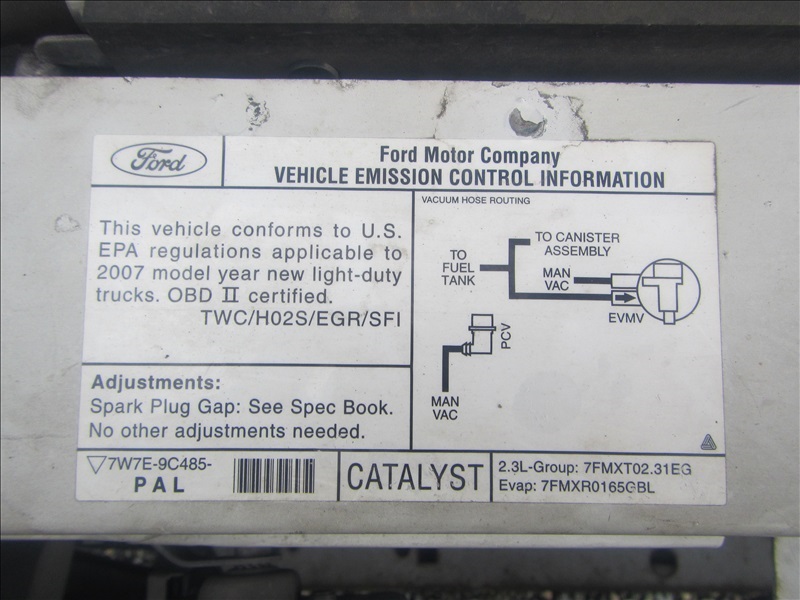 Ford
Ford Motor Company
VEHICLE EMISSION CONTROL INFORMATION
This vehicle conforms to U.S.
EPA regulations applicable to
2007 model year new light-duty
trucks. OBD II certified.
TWC/H02S/EGR/SFI
Adjustments:
Spark Plug Gap: See Spec Book.
No other adjustments needed.
VACUUM HOSE ROUTING
TO CANISTER
ASSEMBLY
TO
FUEL
TANK
MAN
VAC
EVMV
PCV
MAN
VAC
7W7E-9C485-
PAL
CATALYST
2.3L-Group: 7FMXT02.31EG
Evap: 7FMXR0165GBL